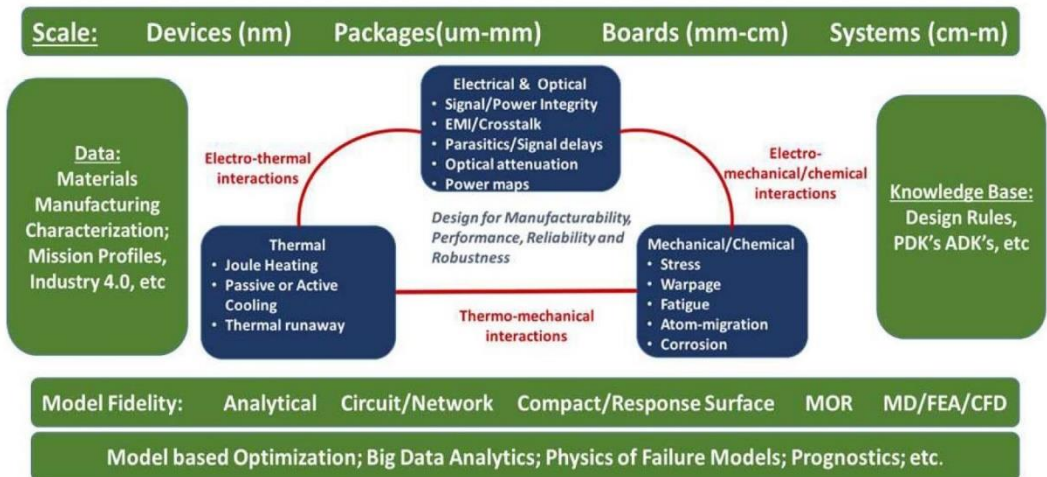 Scale: Devices (nm) Packages(um-mm) Boards (mm-cm) Systems (cm-m)
Data:
Materials
Manufacturing
Characterization;
Mission Profiles,
Industry 4.0, etc
Electro-thermal
interactions
Electrical & Optical
• Signal/Power Integrity
• EMI/Crosstalk
• Parasitics/Signal delays
• Optical attenuation
• Power maps
Electro-
mechanical/chemical
interactions
Design for Manufacturability,
Performance, Reliability and
Robustness
Thermal
• Joule Heating
• Passive or Active
Cooling
• Thermal runaway
Thermo-mechanical
interactions
Mechanical/Chemical
• Stress
• Warpage
• Fatigue
• Atom-migration
• Corrosion
Knowledge Base:
Design Rules,
PDK's ADK's, etc
Model Fidelity: Analytical Circuit/Network Compact/Response Surface MOR MD/FEA/CFD
Model based Optimization; Big Data Analytics; Physics of Failure Models; Prognostics; etc.